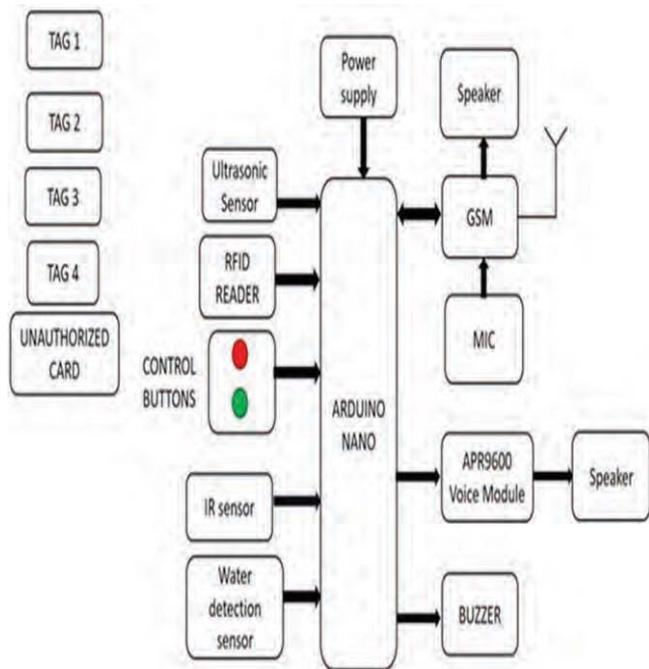 TAG 1
TAG 2
TAG 3
TAG 4
UNAUTHORIZED
CARD
Power
supply
Ultrasonic
Sensor
RFID
READER
CONTROL
BUTTONS
IR sensor
Water
detection
sensor
ARDUINO
NANO
Speaker
GSM
MIC
APR9600
Voice Module
Speaker
BUZZER